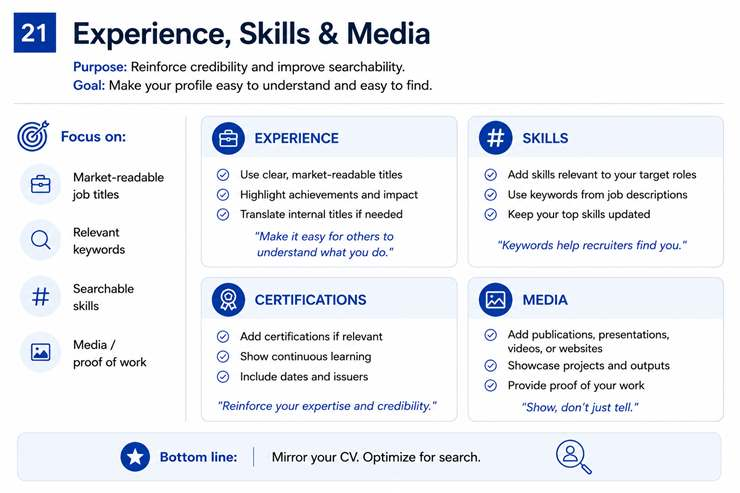 21
Experience, Skills & Media
Purpose: Reinforce credibility and improve searchability.
Goal: Make your profile easy to understand and easy to find.
Focus on:
Market-readable
job titles
Relevant
keywords
Searchable
skills
Media /
proof of work
EXPERIENCE
Use clear, market-readable titles
Highlight achievements and impact
Translate internal titles if needed
"Make it easy for others to
understand what you do."
# SKILLS
Add skills relevant to your target roles
Use keywords from job descriptions
Keep your top skills updated
"Keywords help recruiters find you."
CERTIFICATIONS
Add certifications if relevant
Show continuous learning
Include dates and issuers
"Reinforce your expertise and credibility."
MEDIA
Add publications, presentations,
videos, or websites
Showcase projects and outputs
Provide proof of your work
"Show, don't just tell."
Bottom line: Mirror your CV. Optimize for search.